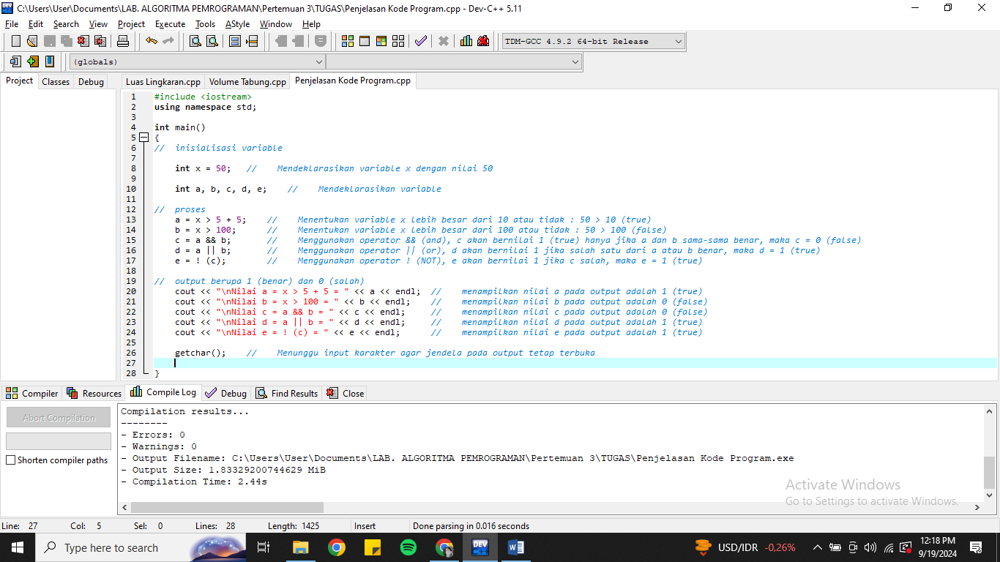 C:\Users\User\Documents\LAB. ALGORITMA PEMROGRAMAN\Pertemuan 3\TUGAS\Penjelasan Kode Program.cpp - Dev-C++ 5.11
File Edit Search View Project Execute Tools AStyle Window Help
TDM-GCC 4.9.2 64-bit Release
(globals)
Project Classes Debug
Luas Lingkaran.cpp Volume Tabung.cpp Penjelasan Kode Program.cpp
1 #include <iostream>
2 using namespace std;
3
4 int main()
5 {
6 // inisialisasi variable
7
8 int x = 50; // Mendeklarasikan variable x dengan nilai 50
9
10 int a, b, c, d, e; // Mendeklarasikan variable
11
12 // proses
13 a = x > 5 + 5; // Menentukan variable x lebih besar dari 10 atau tidak : 50 > 10 (true)
14 b = x > 100; // Menentukan variable x lebih besar dari 100 atau tidak : 50 > 100 (false)
15 c = a && b; // Menggunakan operator && (and), c akan bernilai 1 (true) hanya jika a dan b sama-sama benar, maka c = 0 (false)
16 d = a || b; // Menggunakan operator || (or), d akan bernilai 1 jika salah satu dari a atau b benar, maka d = 1 (true)
17 e = ! (c); // Menggunakan operator ! (NOT), e akan bernilai 1 jika c salah, maka e = 1 (true)
18
19 // output berupa 1 (benar) dan 0 (salah)
20 cout << "\nNilai a = x > 5 + 5 = " << a << endl; // menampilkan nilai a pada output adalah 1 (true)
21 cout << "\nNilai b = x > 100 = " << b << endl; // menampilkan nilai b pada output adalah 0 (false)
22 cout << "\nNilai c = a && b = " << c << endl; // menampilkan nilai c pada output adalah 0 (false)
23 cout << "\nNilai d = a || b = " << d << endl; // menampilkan nilai d pada output adalah 1 (true)
24 cout << "\nNilai e = ! (c) = " << e << endl; // menampilkan nilai e pada output adalah 1 (true)
25
26 getchar(); // Menunggu input karakter agar jendela pada output tetap terbuka
27
28 }
Compiler Resources Compile Log Debug Find Results Close
Abort Compilation
Shorten compiler paths
Compilation results...
--------
- Errors: 0
- Warnings: 0
- Output Filename: C:\Users\User\Documents\LAB. ALGORITMA PEMROGRAMAN\Pertemuan 3\TUGAS\Penjelasan Kode Program.exe
- Output Size: 1.83329200744629 MiB
- Compilation Time: 2.44s
Activate Windows
Go to Settings to activate Windows.
Line: 27 Col: 5 Sel: 0 Lines: 28 Length: 1425 Insert Done parsing in 0.016 seconds
Type here to search
DEV
USD/IDR -0,26%
12:18 PM
9/19/2024